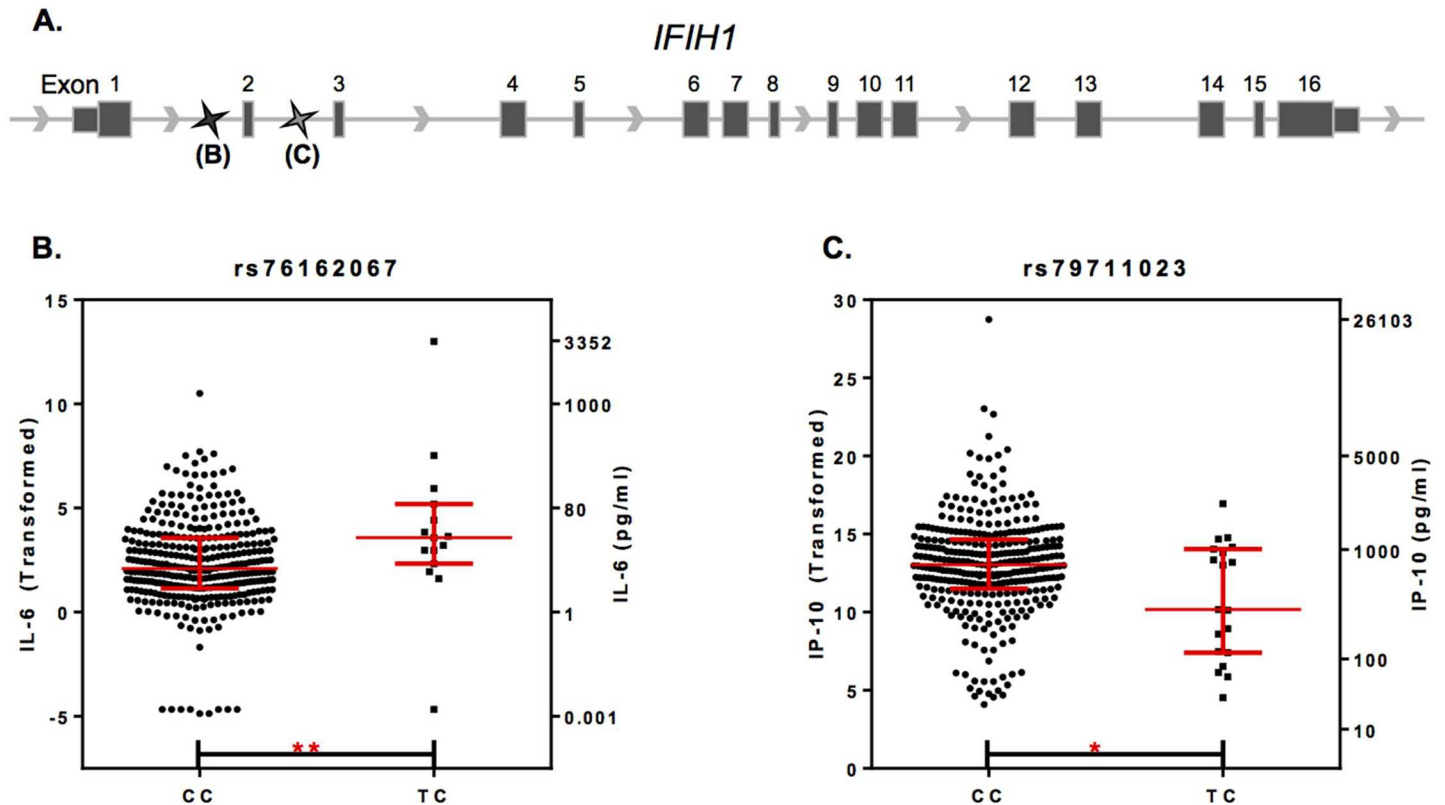 A.
IFIH1
Exon 1 2 3 4 5 6 7 8 9 10 11 12 13 14 15 16
(B) (C)
B.
rs76162067
15
10
5
0
-5
IL-6 (Transformed)
3352
1000
80
1
0.001
IL-6 (pg/ml)
**
CC TC
C.
rs79711023
30
25
20
15
10
5
0
IP-10 (Transformed)
26103
5000
1000
100
10
IP-10 (pg/ml)
*
CC TC